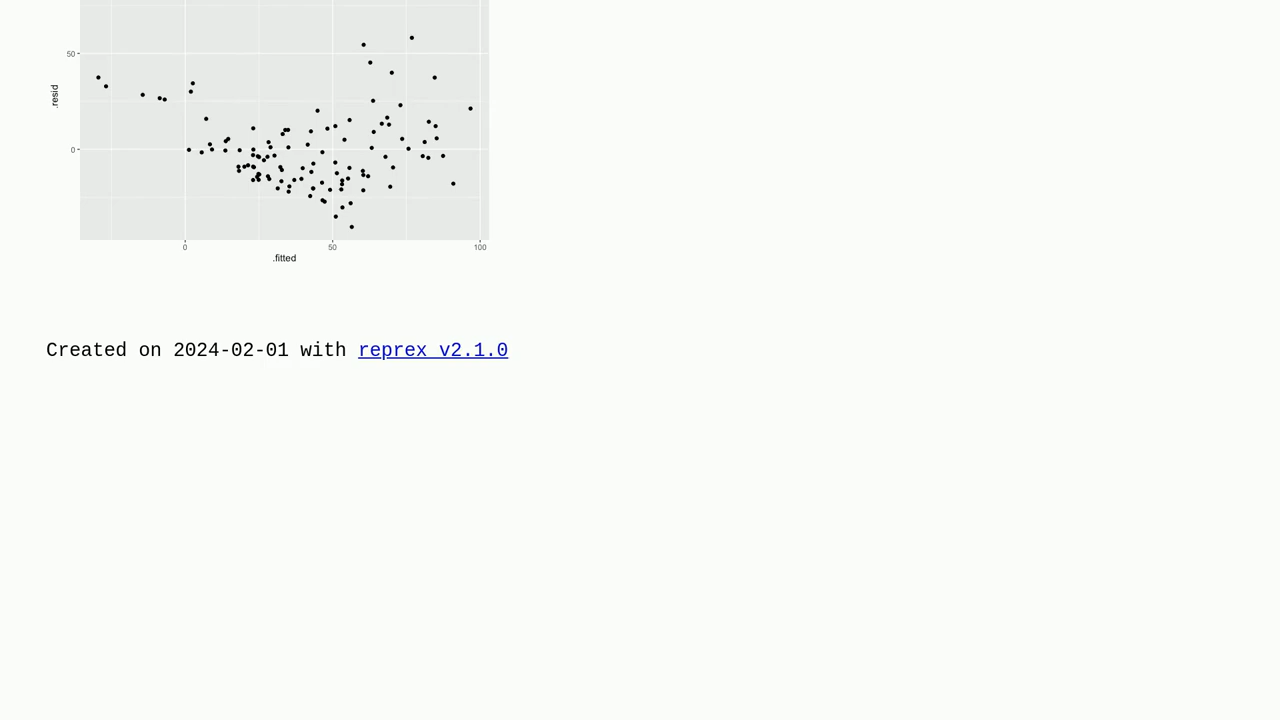 50
.resid
0
0 50 100
.fitted
Created on 2024-02-01 with reprex v2.1.0